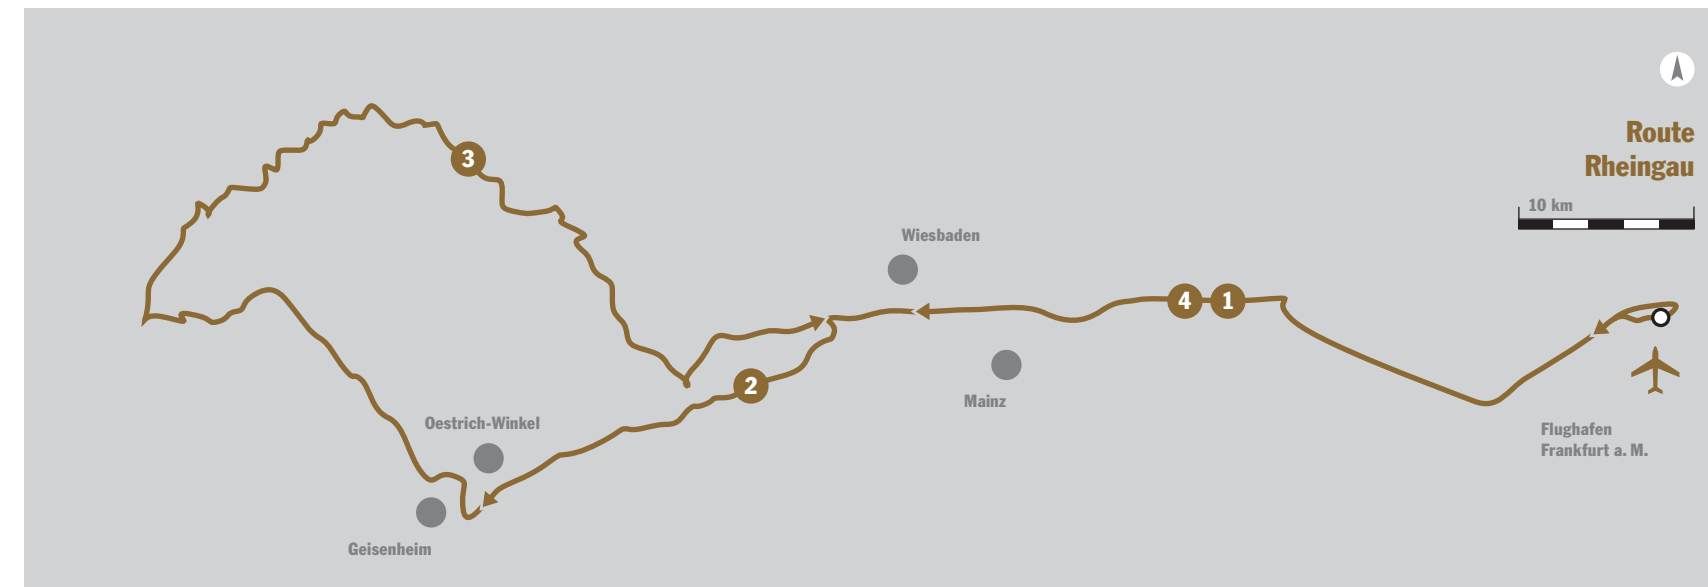 Route
Rheingau
10 km
3
Wiesbaden
4
1
2
Mainz
Oestrich-Winkel
Flughafen
Frankfurt a. M.
Geisenheim